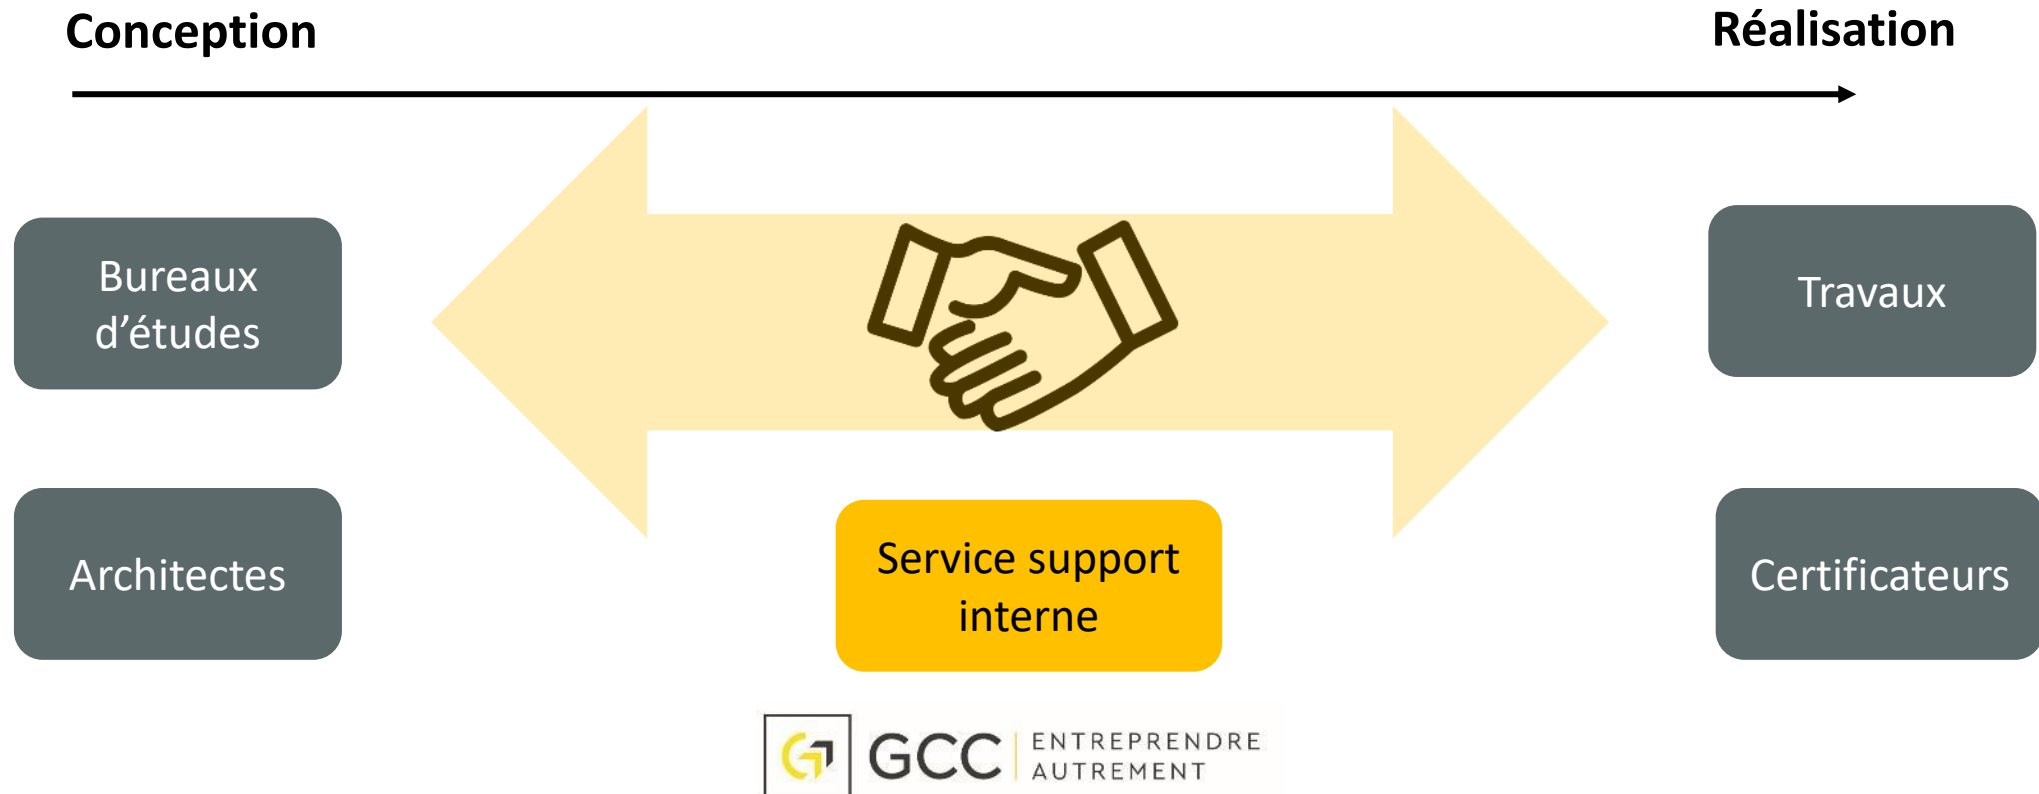 Conception
Réalisation
Bureaux
d’études
Travaux
Architectes
Service support
interne
Certificateurs
GCC
ENTREPRENDRE
AUTREMENT